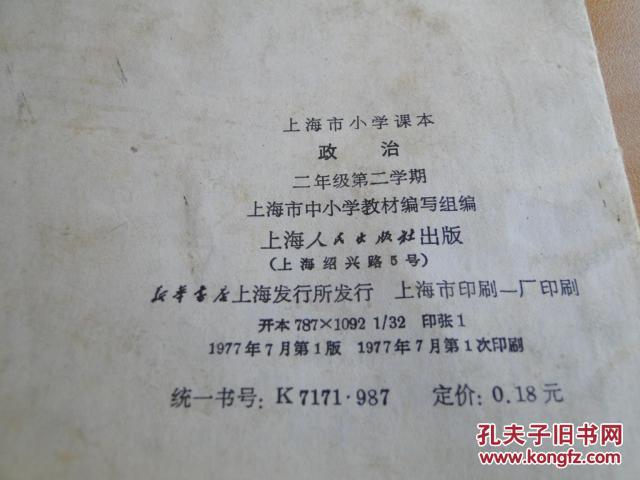 上海市小学课本
政治
二年级第二学期
上海市中小学教材编写组编
上海人民出版社出版
(上海绍兴路5号)
新华书店上海发行所发行 上海市印刷一厂印刷
开本787×1092 1/32 印张1
1977年7月第1版 1977年7月第1次印刷
统一书号:K7171·987 定价:0.18元
孔夫子旧书网
www.kongfz.com